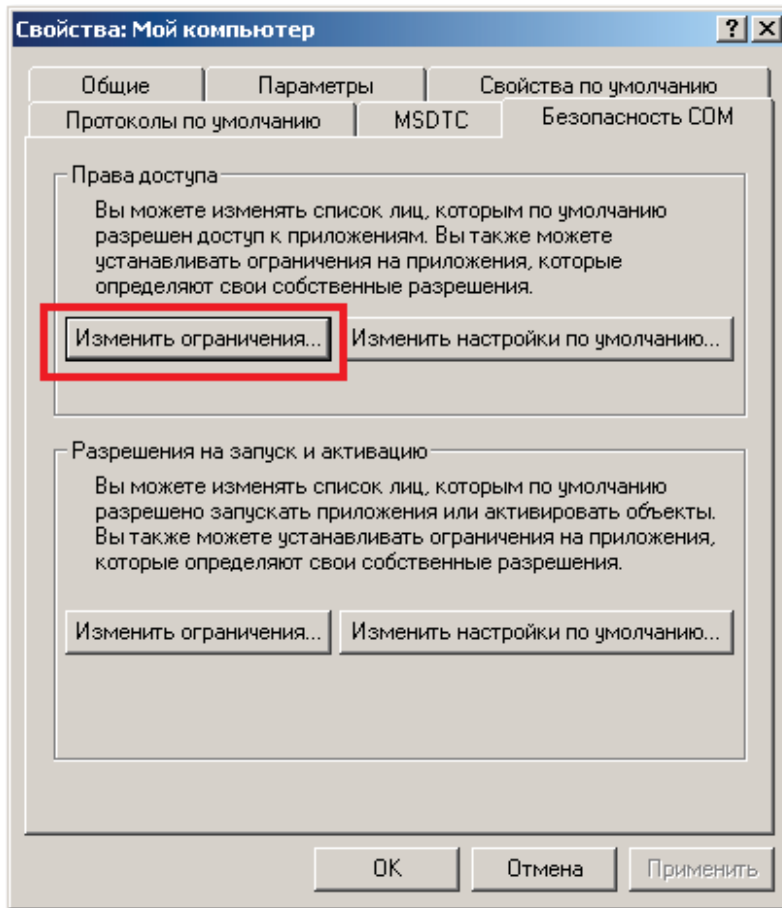 Свойства: Мой компьютер
Общие Параметры Свойства по умолчанию
Протоколы по умолчанию MSDTC Безопасность COM
Права доступа
Вы можете изменять список лиц, которым по умолчанию
разрешен доступ к приложениям. Вы также можете
устанавливать ограничения на приложения, которые
определяют свои собственные разрешения.
Изменить ограничения... Изменить настройки по умолчанию...
Разрешения на запуск и активацию
Вы можете изменять список лиц, которым по умолчанию
разрешено запускать приложения или активировать объекты.
Вы также можете устанавливать ограничения на приложения,
которые определяют свои собственные разрешения.
Изменить ограничения... Изменить настройки по умолчанию...
OK Отмена Применить